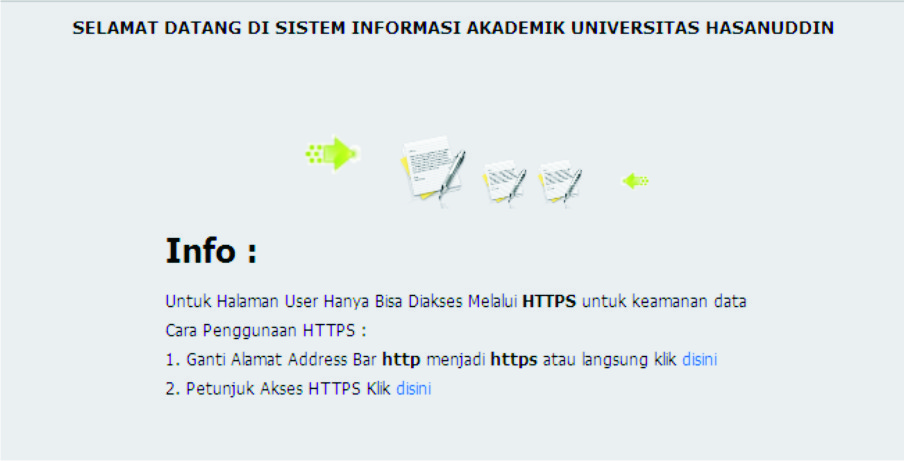 SELAMAT DATANG DI SISTEM INFORMASI AKADEMIK UNIVERSITAS HASANUDDIN
Info :
Untuk Halaman User Hanya Bisa Diakses Melalui HTTPS untuk keamanan data
Cara Penggunaan HTTPS :
1. Ganti Alamat Address Bar http menjadi https atau langsung klik disini
2. Petunjuk Akses HTTPS Klik disini